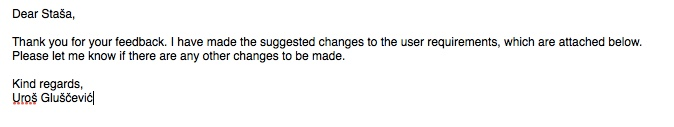 Dear Staša,
Thank you for your feedback. I have made the suggested changes to the user requirements, which are attached below.
Please let me know if there are any other changes to be made.
Kind regards,
Uroš Gluščević